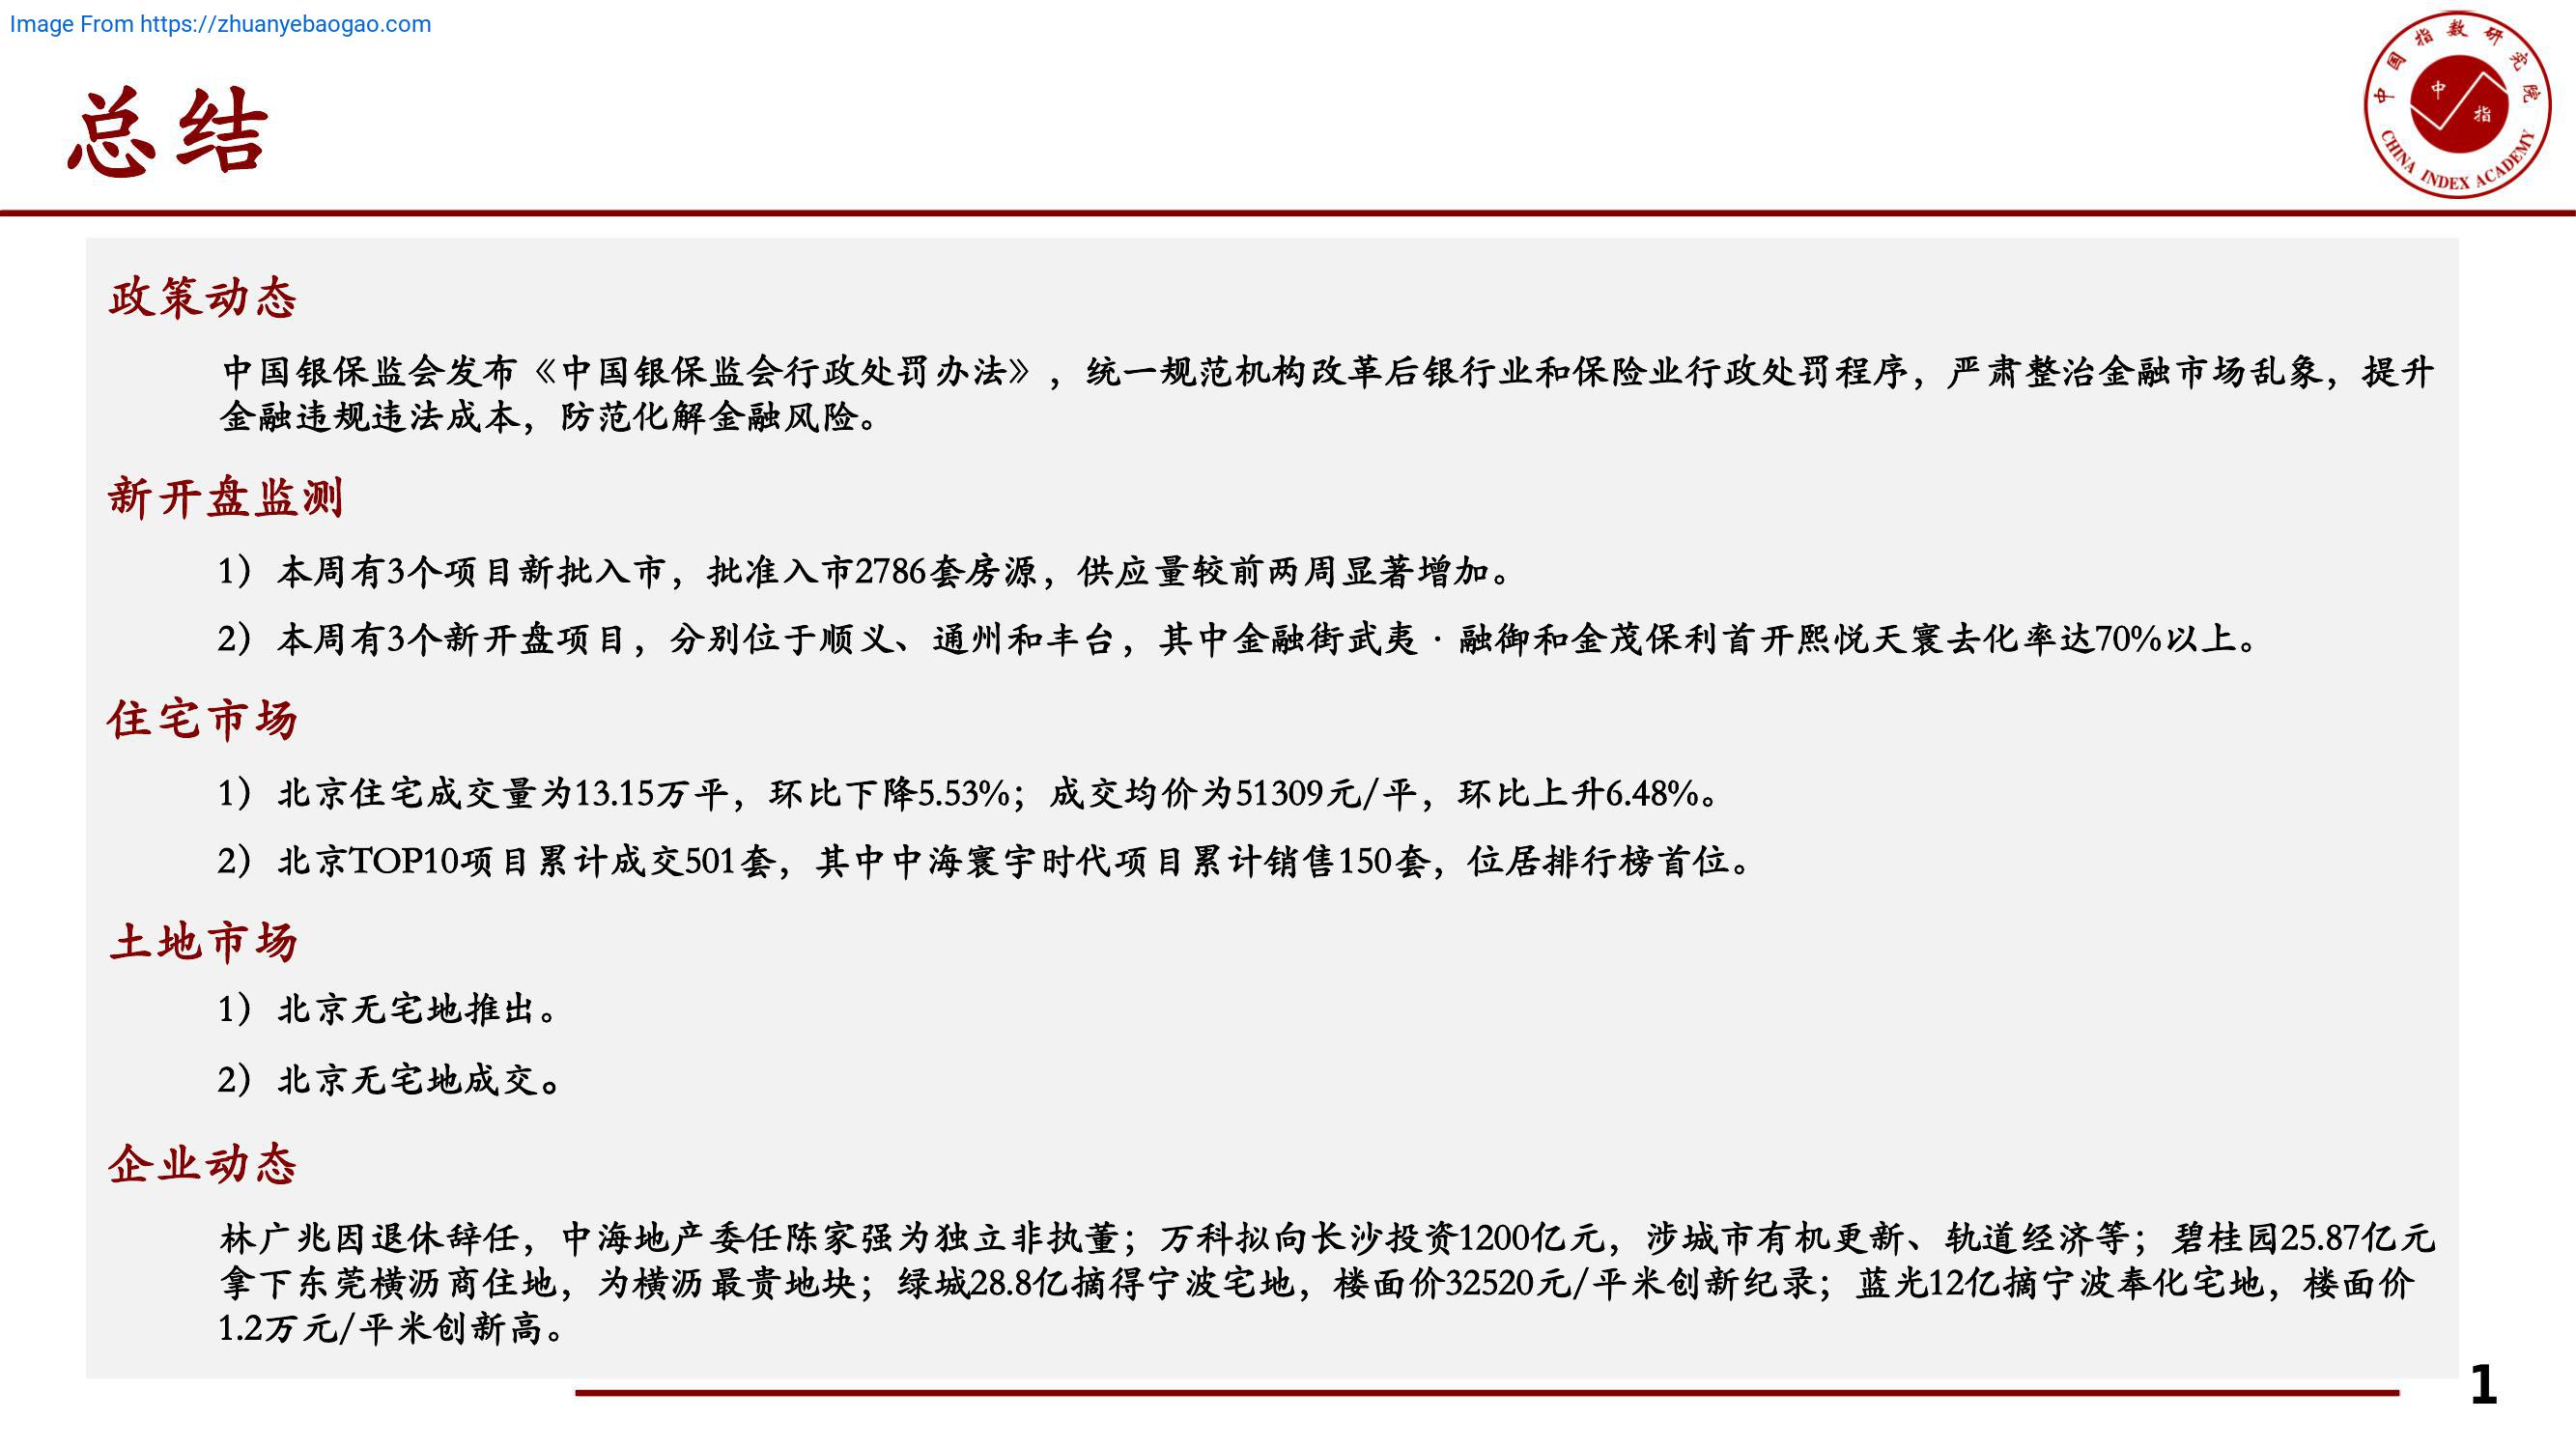 Image From https://zhuanyebaogao.com
中国指数研究院
中
指
CHINA INDEX ACADEMY
总结
政策动态
中国银保监会发布《中国银保监会行政处罚办法》，统一规范机构改革后银行业和保险业行政处罚程序，严肃整治金融市场乱象，提升
金融违规违法成本，防范化解金融风险。
新开盘监测
1）本周有3个项目新批入市，批准入市2786套房源，供应量较前两周显著增加。
2）本周有3个新开盘项目，分别位于顺义、通州和丰台，其中金融街武夷·融御和金茂保利首开熙悦天寰去化率达70%以上。
住宅市场
1）北京住宅成交量为13.15万平，环比下降5.53%；成交均价为51309元/平，环比上升6.48%。
2）北京TOP10项目累计成交501套，其中中海寰宇时代项目累计销售150套，位居排行榜首位。
土地市场
1）北京无宅地推出。
2）北京无宅地成交。
企业动态
林广兆因退休辞任，中海地产委任陈家强为独立非执董；万科拟向长沙投资1200亿元，涉城市有机更新、轨道经济等；碧桂园25.87亿元
拿下东莞横沥商住地，为横沥最贵地块；绿城28.8亿摘得宁波宅地，楼面价32520元/平米创新纪录；蓝光12亿摘宁波奉化宅地，楼面价
1.2万元/平米创新高。
1